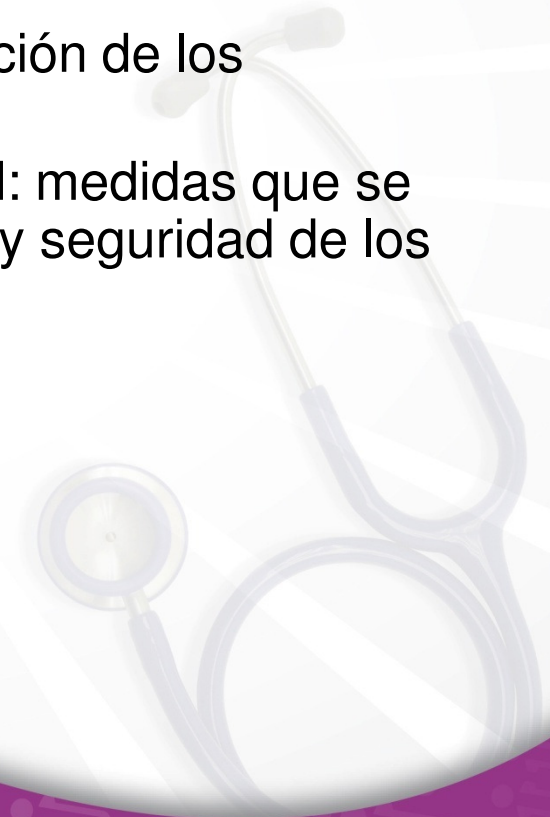 ción de los
l: medidas que se
y seguridad de los